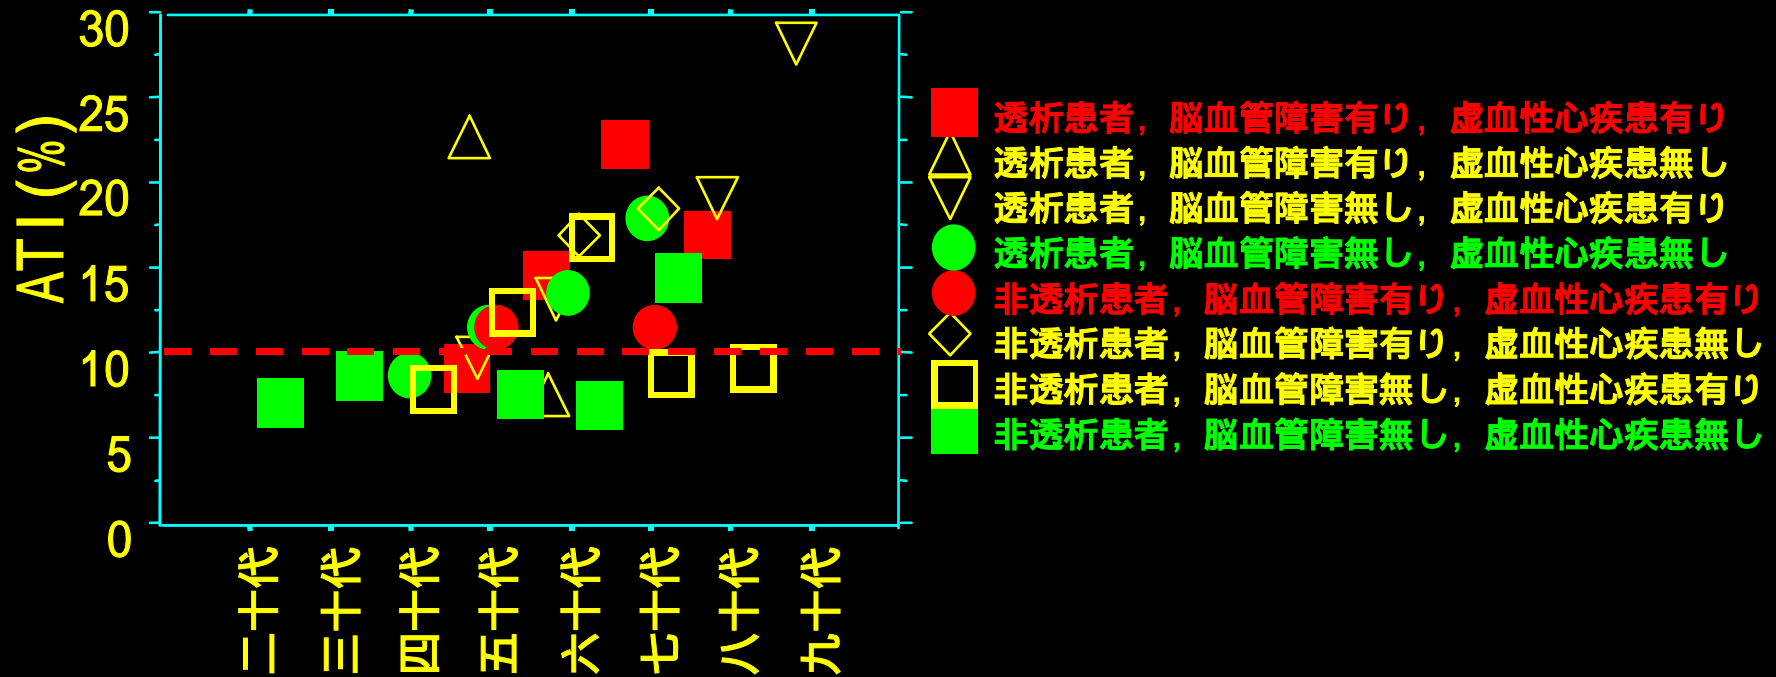 30
25
20
15
10
5
0
ATI(%)
二十代
三十代
四十代
五十代
六十代
七十代
八十代
九十代
透析患者，脳血管障害有り，虚血性心疾患有り
透析患者，脳血管障害有り，虚血性心疾患無し
透析患者，脳血管障害無し，虚血性心疾患有り
透析患者，脳血管障害無し，虚血性心疾患無し
非透析患者，脳血管障害有り，虚血性心疾患有り
非透析患者，脳血管障害有り，虚血性心疾患無し
非透析患者，脳血管障害無し，虚血性心疾患有り
非透析患者，脳血管障害無し，虚血性心疾患無し